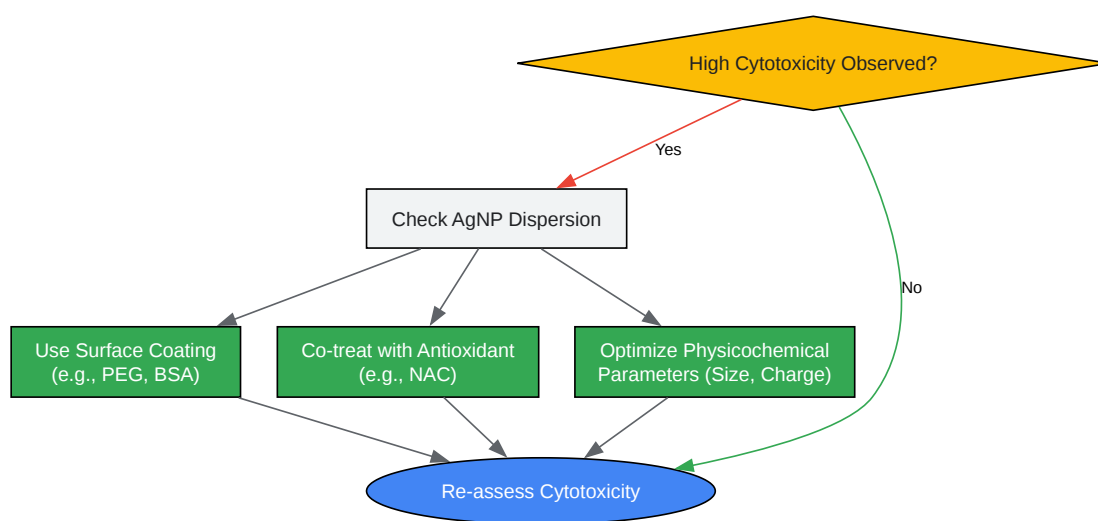 High Cytotoxicity Observed?
Yes
Check AgNP Dispersion
No
Use Surface Coating
(e.g., PEG, BSA)
Co-treat with Antioxidant
(e.g., NAC)
Optimize Physicochemical
Parameters (Size, Charge)
Re-assess Cytotoxicity